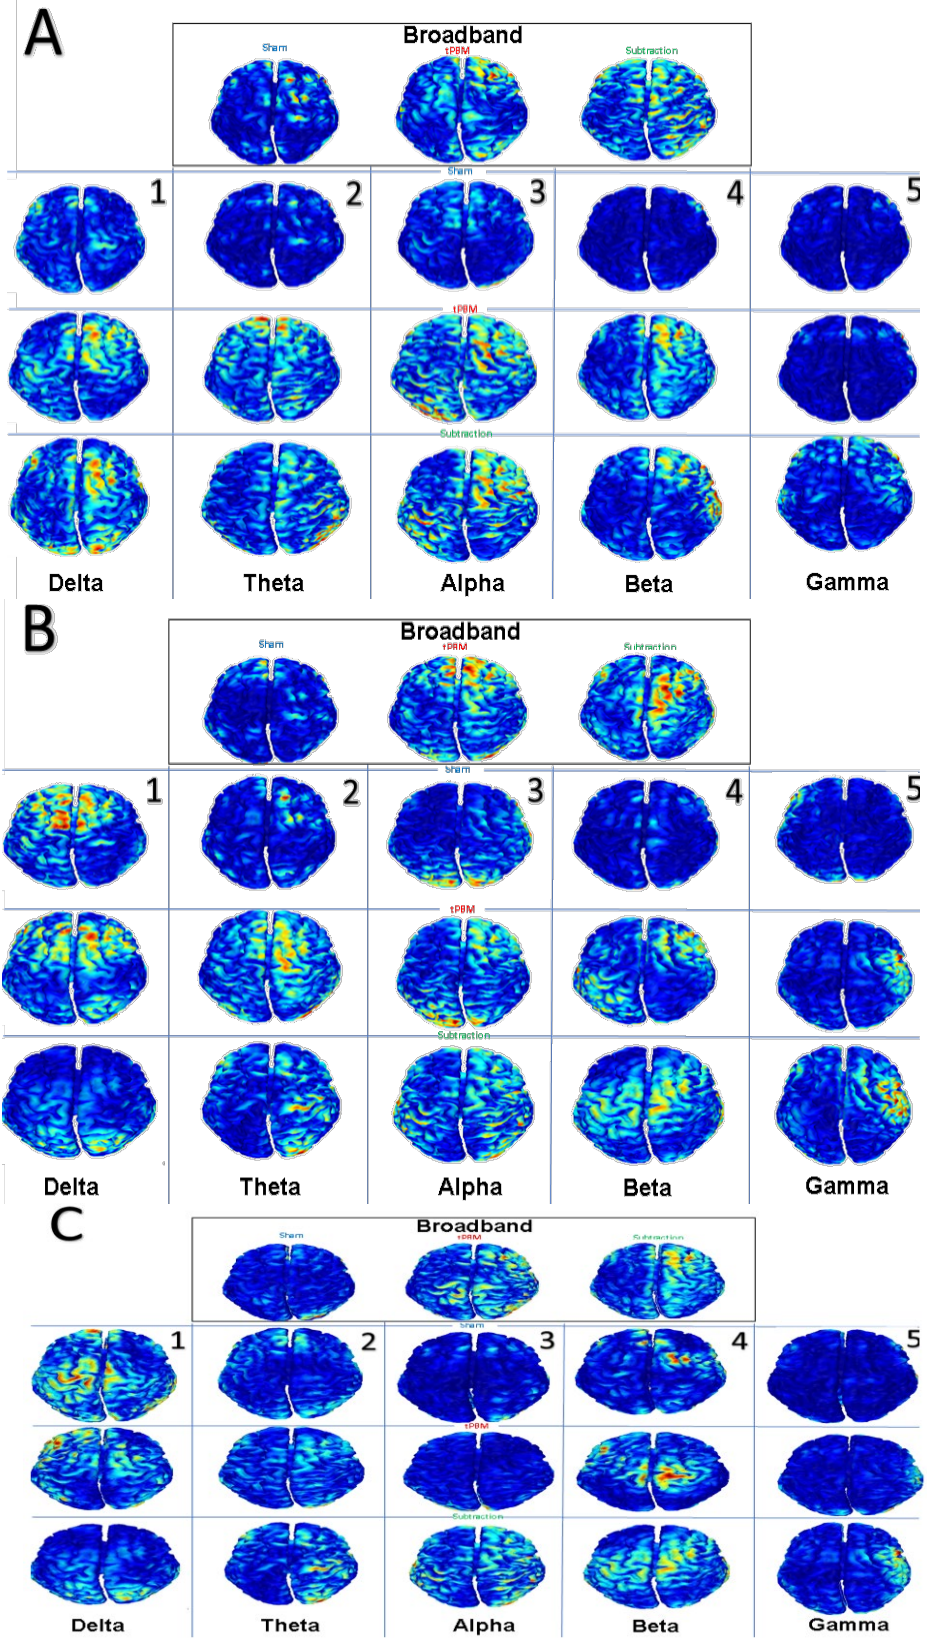 A
Broadband
Sham
tPBM
Subtraction
1
2
Sham
3
4
5
tPBM
Subtraction
Delta
Theta
Alpha
Beta
Gamma
B
Broadband
Sham
tPBM
Subtraction
1
2
Sham
3
4
5
tPBM
Subtraction
Delta
Theta
Alpha
Beta
Gamma
C
Broadband
Sham
tPBM
Subtraction
1
2
Sham
3
4
5
tPBM
Subtraction
Delta
Theta
Alpha
Beta
Gamma